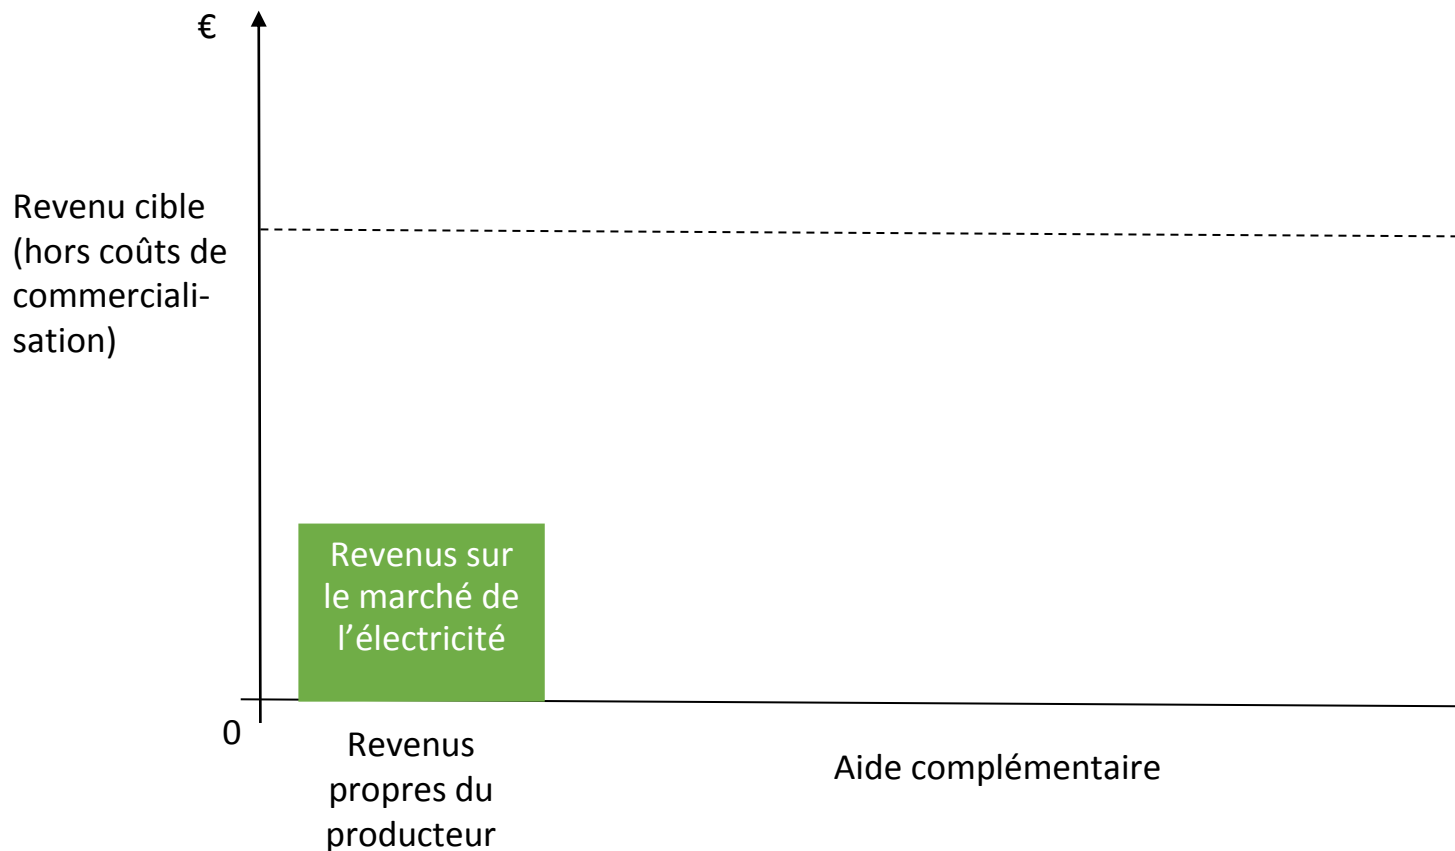 €
Revenu cible
(hors coûts de
commerciali-
sation)
Revenus sur
le marché de
l’électricité
0
Revenus
propres du
producteur
Aide complémentaire